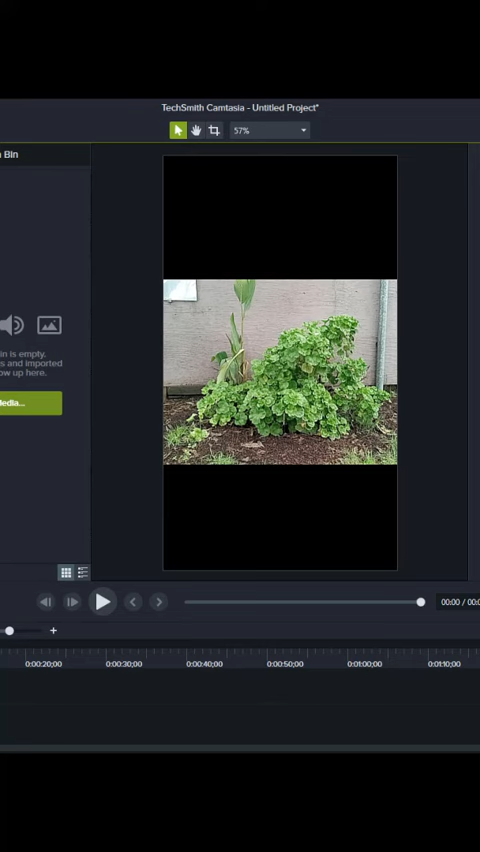 TechSmith Camtasia - Untitled Project*
57%
Bin
in is empty.
s and imported
ow up here.
Media...
00:00 / 00:0
0:00:20;00 0:00:30;00 0:00:40;00 0:00:50;00 0:01:00;00 0:01:10;00